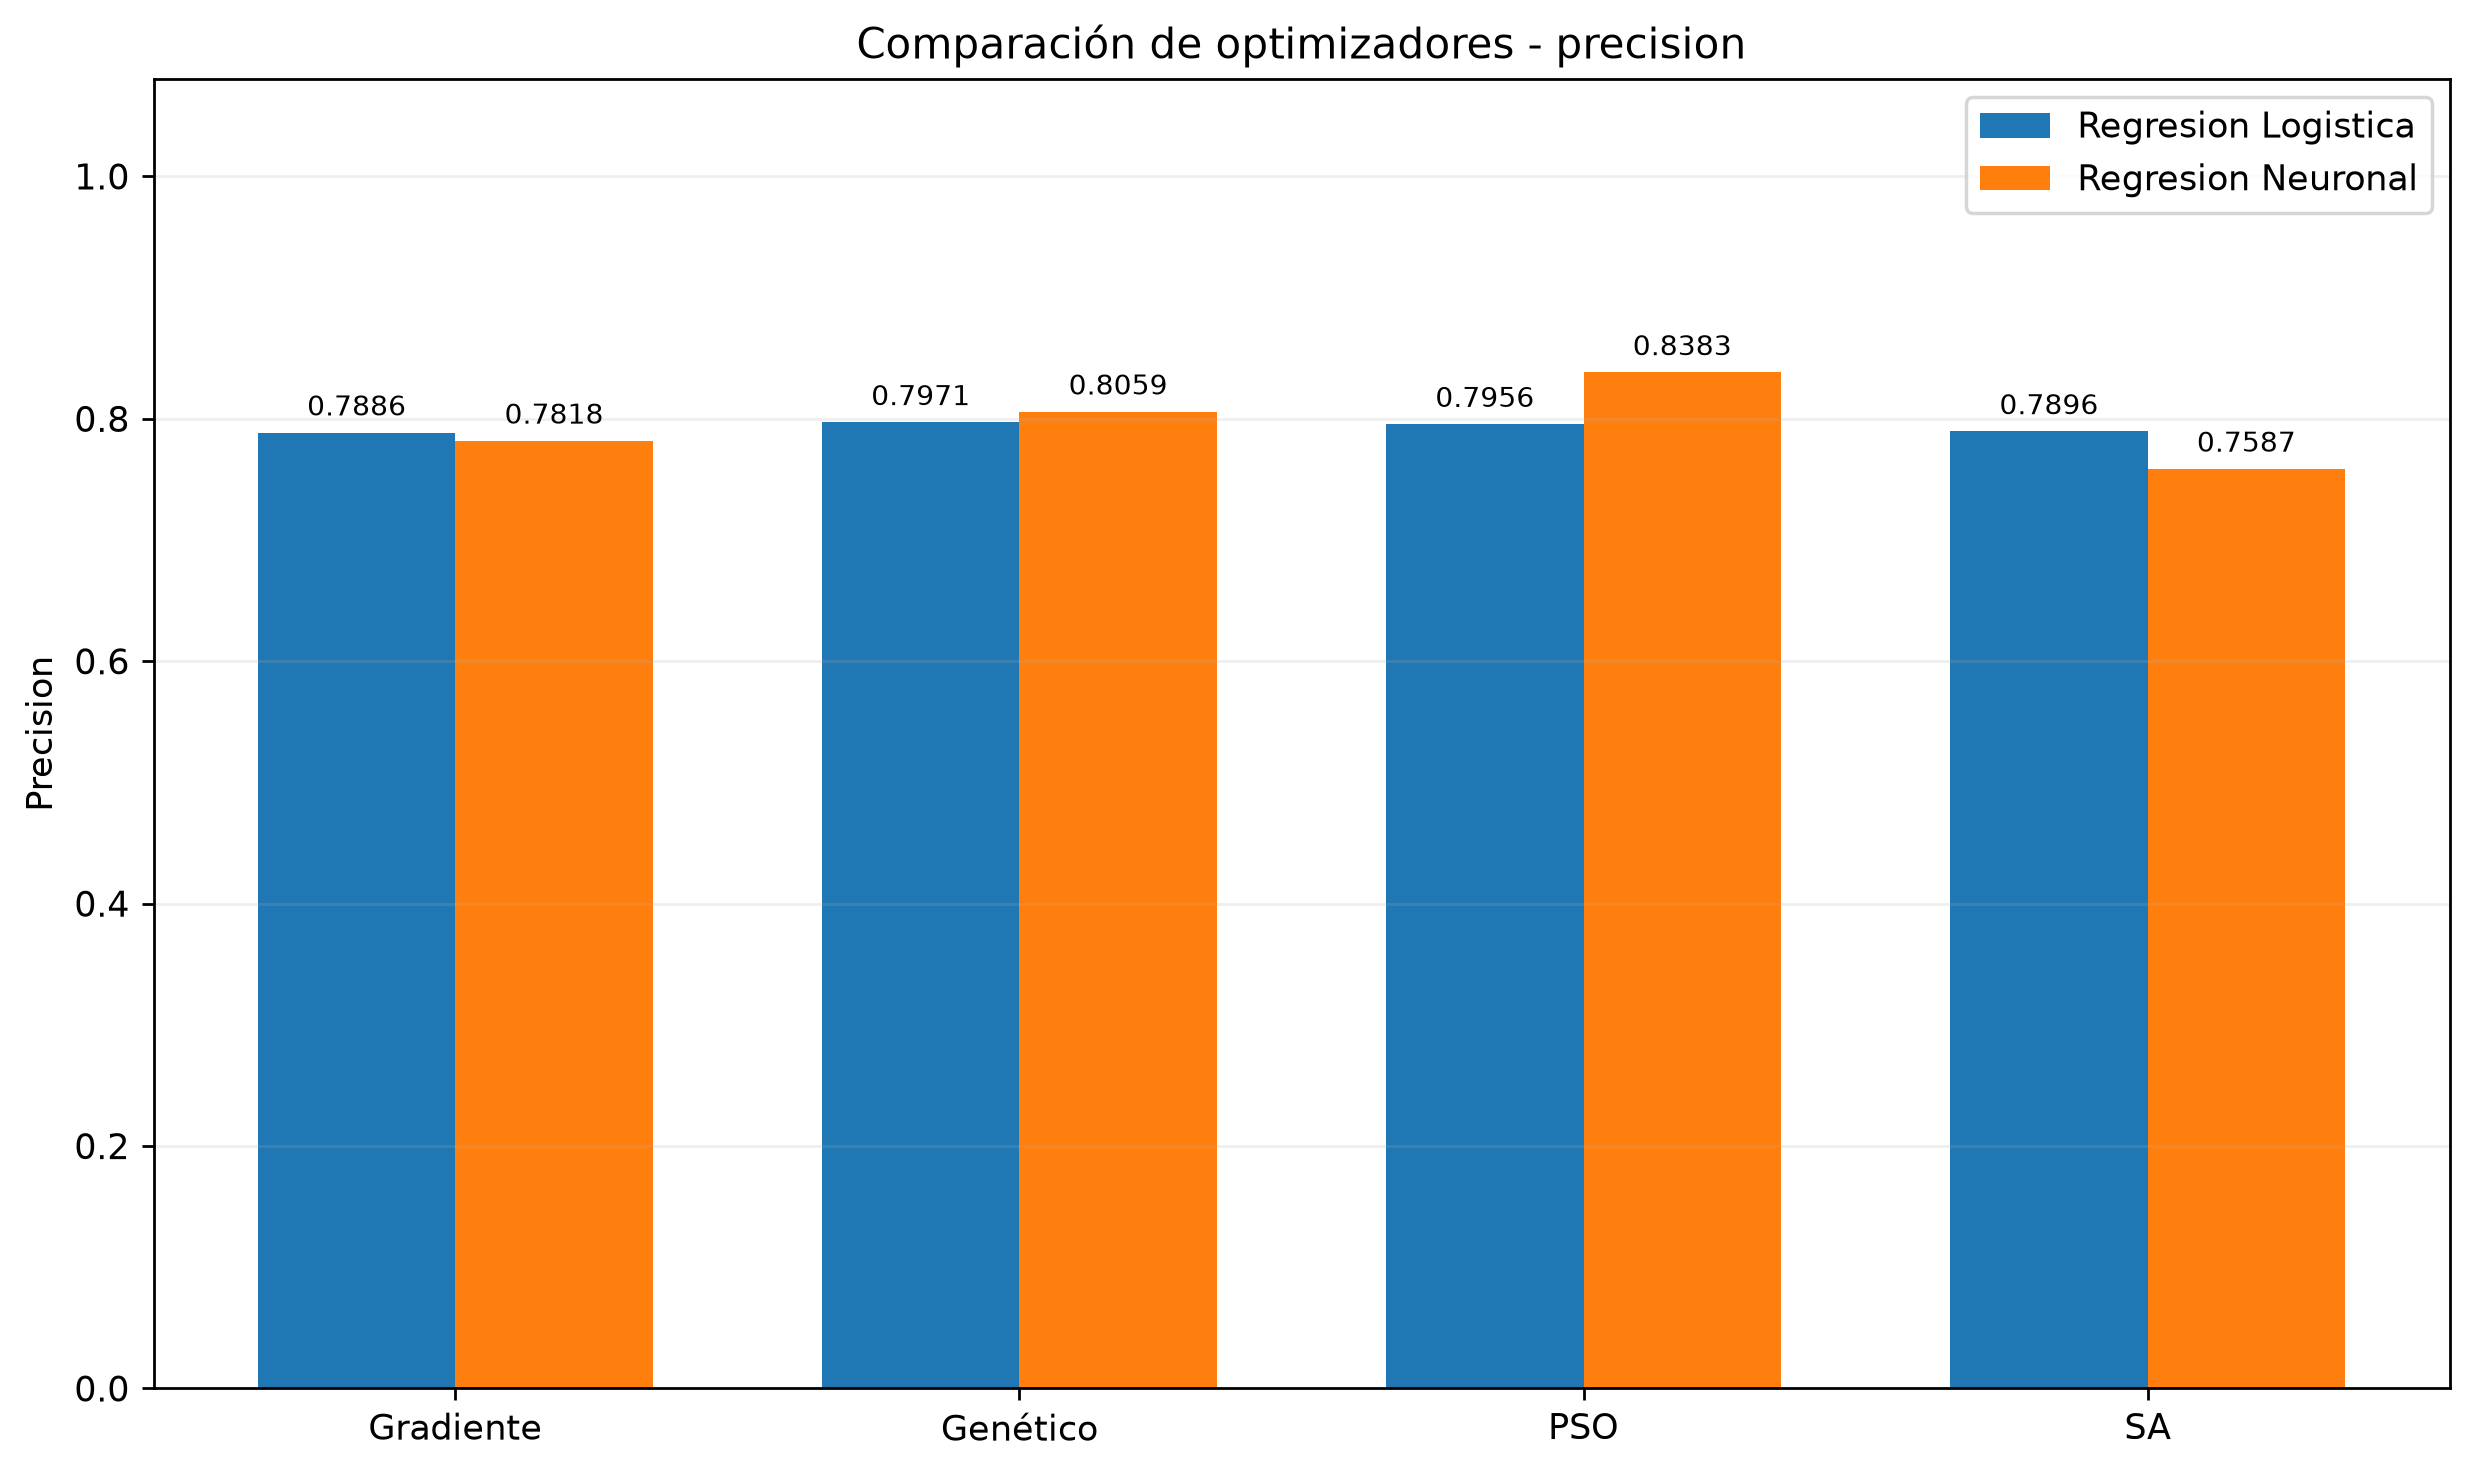 Comparación de optimizadores - precision
Regresion Logistica
Regresion Neuronal
Precision
1.0
0.8
0.6
0.4
0.2
0.0
0.7886
0.7818
0.7971
0.8059
0.7956
0.8383
0.7896
0.7587
Gradiente
Genético
PSO
SA